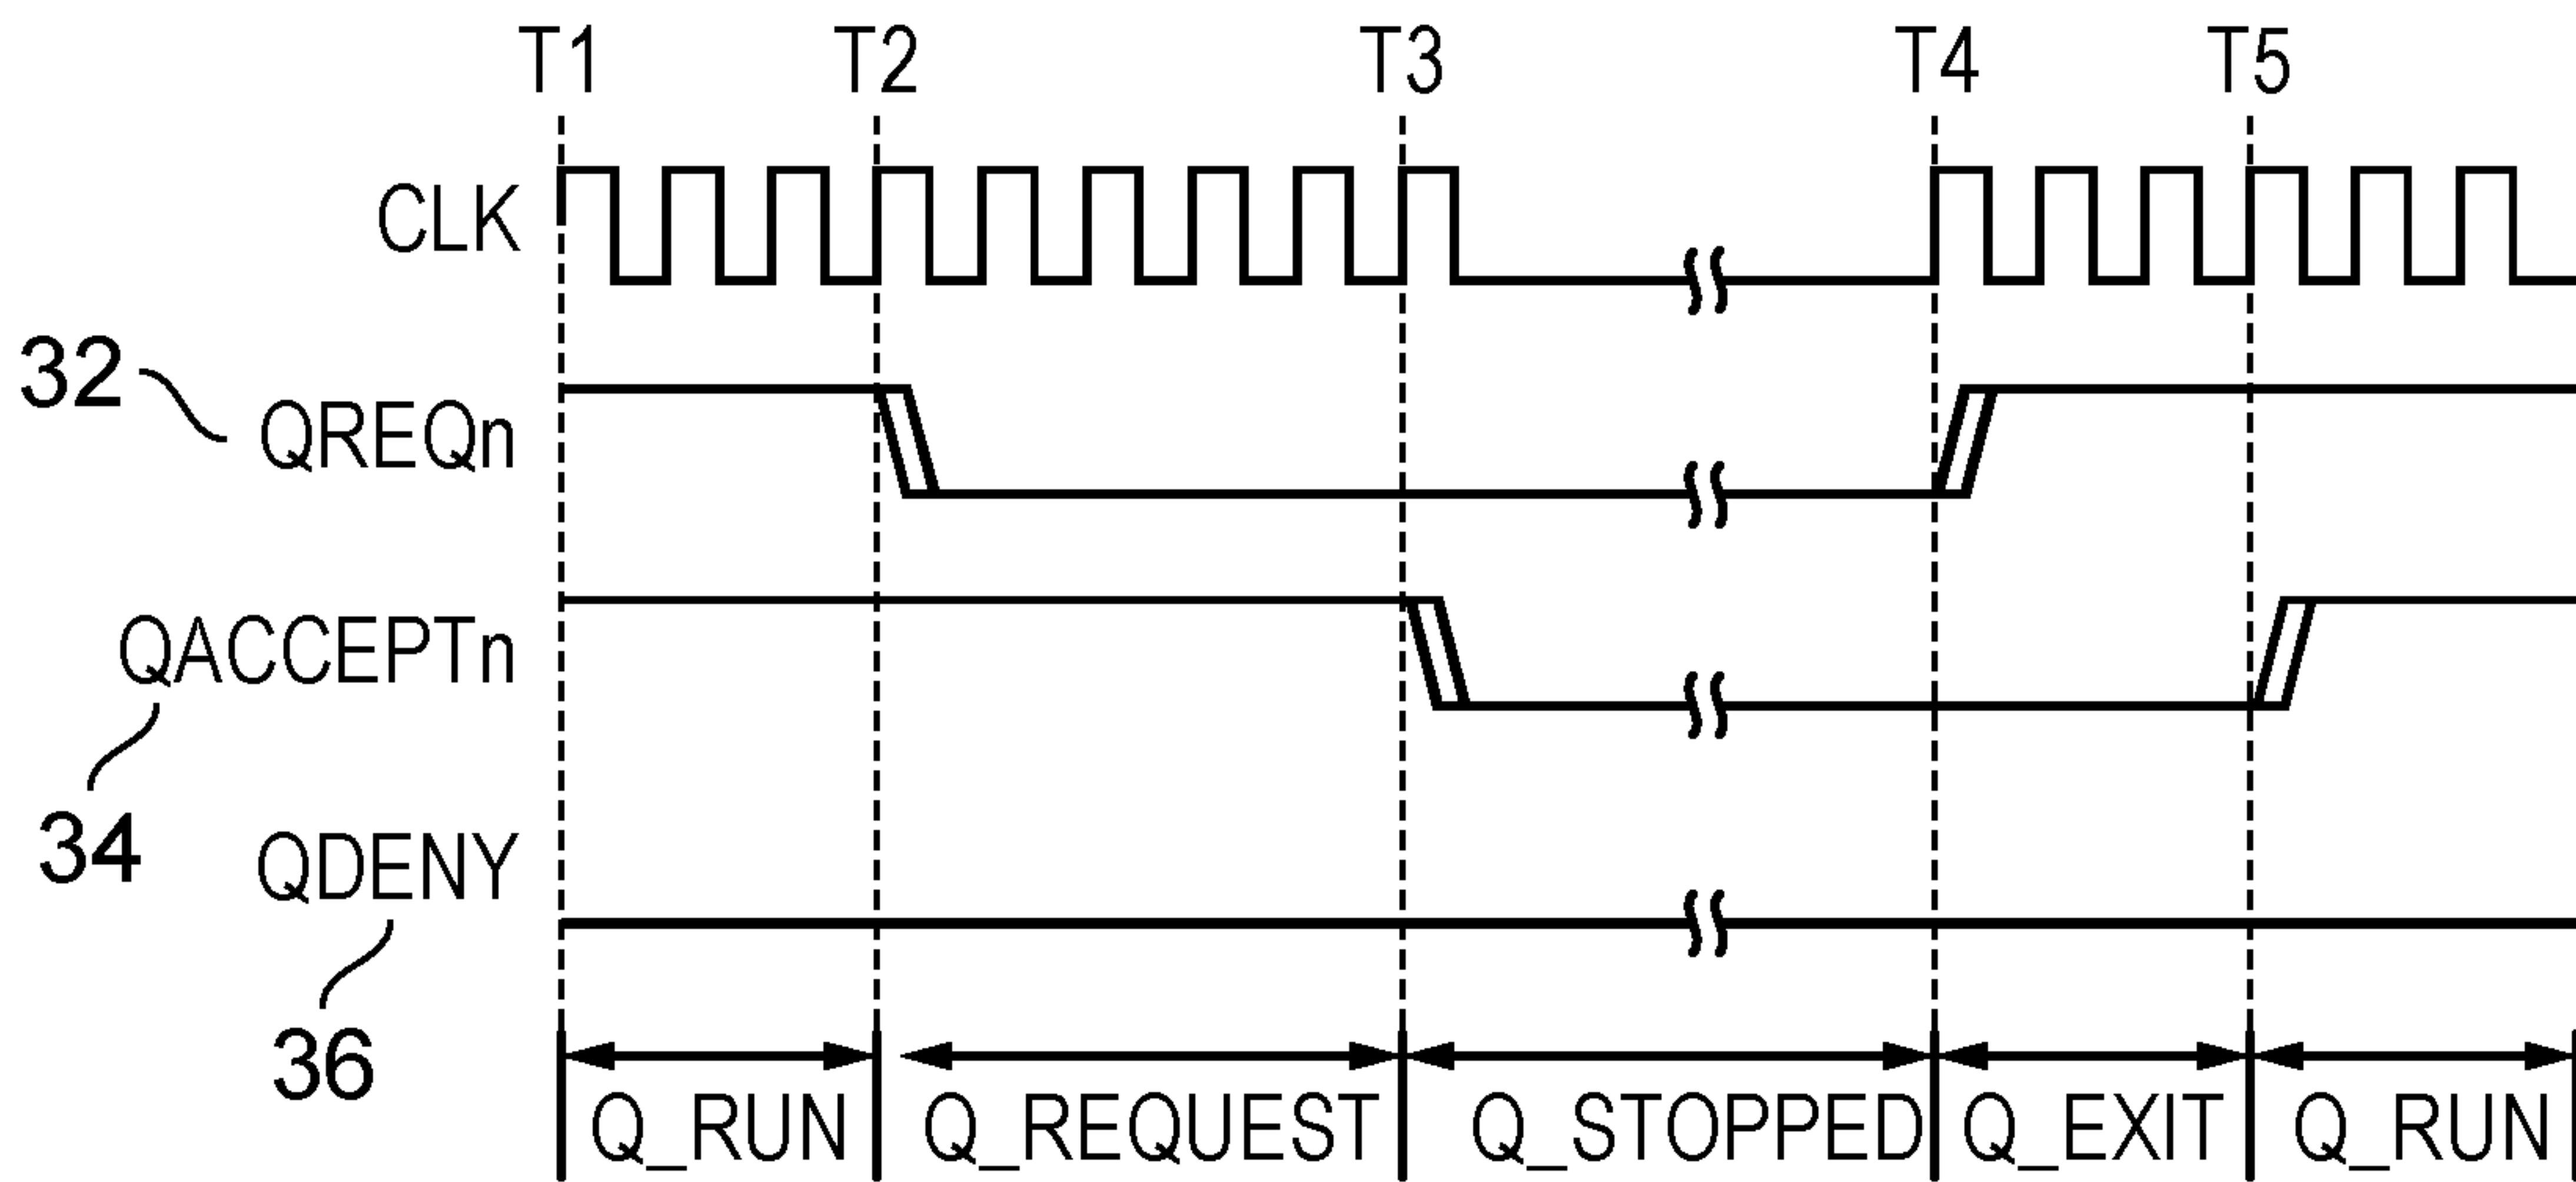 T1 T2 T3 T4 T5
CLK
32
QREQn
QACCEPTn
34
QDENY
36
Q_RUN Q_REQUEST Q_STOPPED Q_EXIT Q_RUN